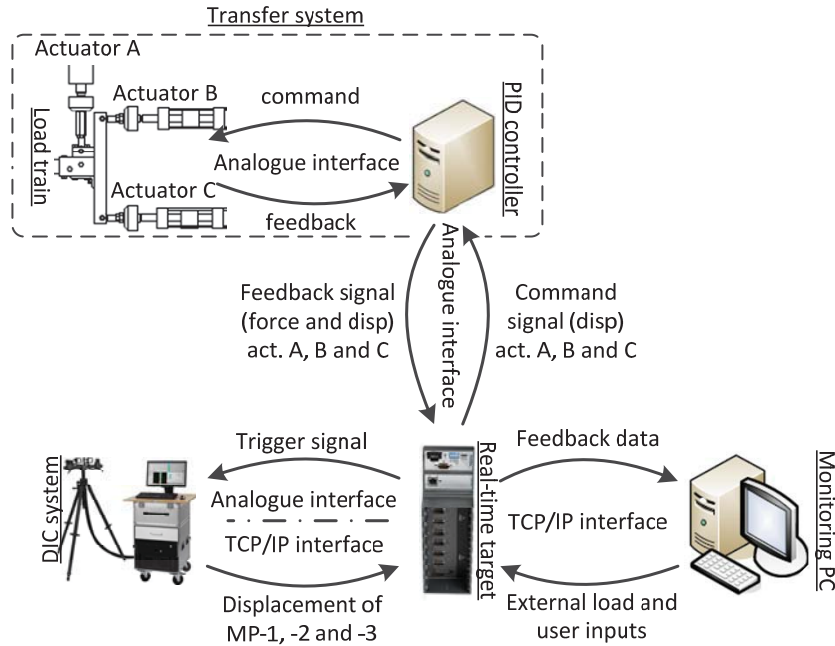 Transfer system
Actuator A
Actuator B
Actuator C
Load train
command
Analogue interface
feedback
PID controller
Feedback signal
(force and disp)
act. A, B and C
Analogue interface
Command
signal (disp)
act. A, B and C
DIC system
Trigger signal
Analogue interface
TCP/IP interface
Displacement of
MP-1, -2 and -3
Real-time target
Feedback data
TCP/IP interface
External load and
user inputs
Monitoring PC